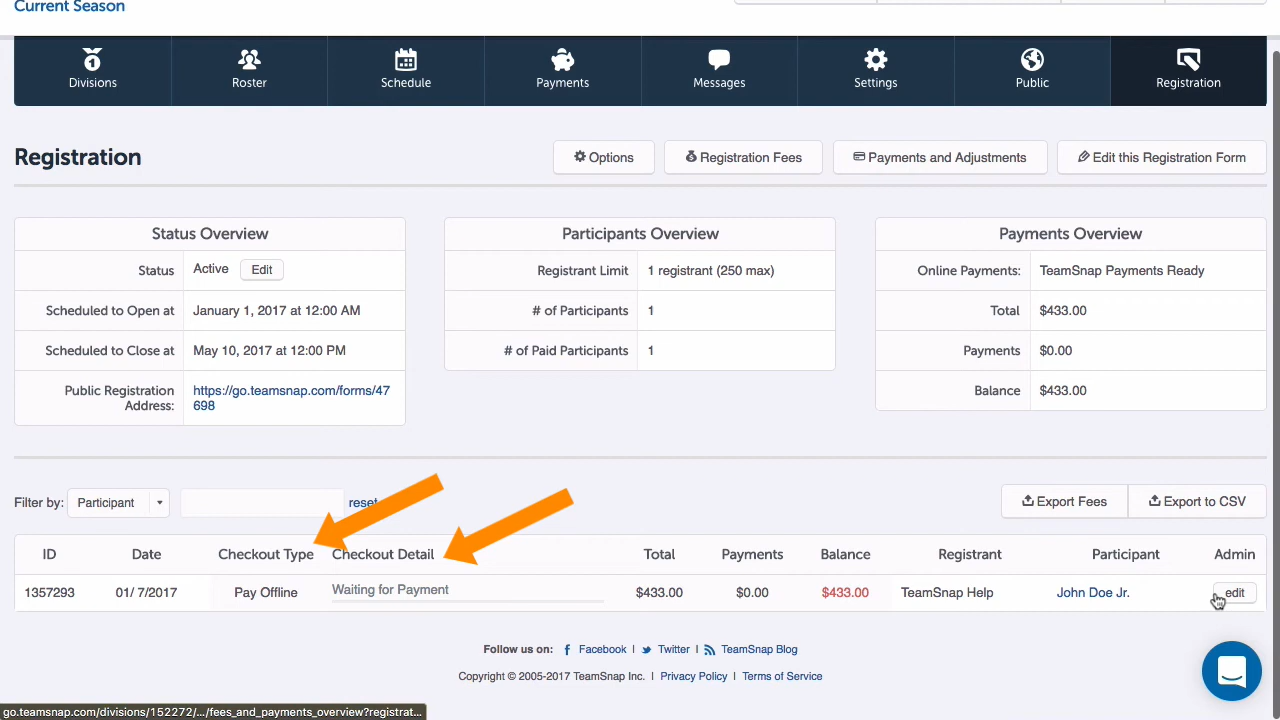 Current Season
Divisions
Roster
Schedule
Payments
Messages
Settings
Public
Registration
Registration
Options
Registration Fees
Payments and Adjustments
Edit this Registration Form
Status Overview
Status Active Edit
Scheduled to Open at January 1, 2017 at 12:00 AM
Scheduled to Close at May 10, 2017 at 12:00 PM
Public Registration
Address:
https://go.teamsnap.com/forms/47
698
Participants Overview
Registrant Limit 1 registrant (250 max)
# of Participants 1
# of Paid Participants 1
Payments Overview
Online Payments: TeamSnap Payments Ready
Total $433.00
Payments $0.00
Balance $433.00
Filter by: Participant reset
Export Fees
Export to CSV
ID Date Checkout Type Checkout Detail Total Payments Balance Registrant Participant Admin
1357293 01/ 7/2017 Pay Offline Waiting for Payment $433.00 $0.00 $433.00 TeamSnap Help John Doe Jr. edit
Follow us on: Facebook | Twitter | TeamSnap Blog
Copyright © 2005-2017 TeamSnap Inc. | Privacy Policy | Terms of Service
go.teamsnap.com/divisions/152272/.../fees_and_payments_overview?registrat...